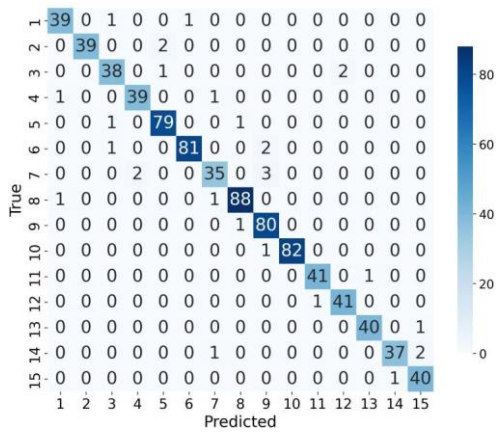 1 39 0 1 0 0 1 0 0 0 0 0 0 0 0 0
2 0 39 0 0 2 0 0 0 0 0 0 0 0 0 0
3 0 0 38 0 1 0 0 0 0 0 0 2 0 0 0
4 1 0 0 39 0 0 1 0 0 0 0 0 0 0 0
5 0 0 1 0 79 0 0 1 0 0 0 0 0 0 0
6 0 0 1 0 0 81 0 0 2 0 0 0 0 0 0
7 0 0 0 2 0 0 35 0 3 0 0 0 0 0 0
8 1 0 0 0 0 0 1 88 0 0 0 0 0 0 0
9 0 0 0 0 0 0 0 1 80 0 0 0 0 0 0
10 0 0 0 0 0 0 0 0 1 82 0 0 0 0 0
11 0 0 0 0 0 0 0 0 0 0 41 0 1 0 0
12 0 0 0 0 0 0 0 0 0 0 1 41 0 0 0
13 0 0 0 0 0 0 0 0 0 0 0 0 40 0 1
14 0 0 0 0 0 0 1 0 0 0 0 0 0 37 2
15 0 0 0 0 0 0 0 0 0 0 0 0 0 1 40
1 2 3 4 5 6 7 8 9 10 11 12 13 14 15
Predicted
True
80
60
40
20
0